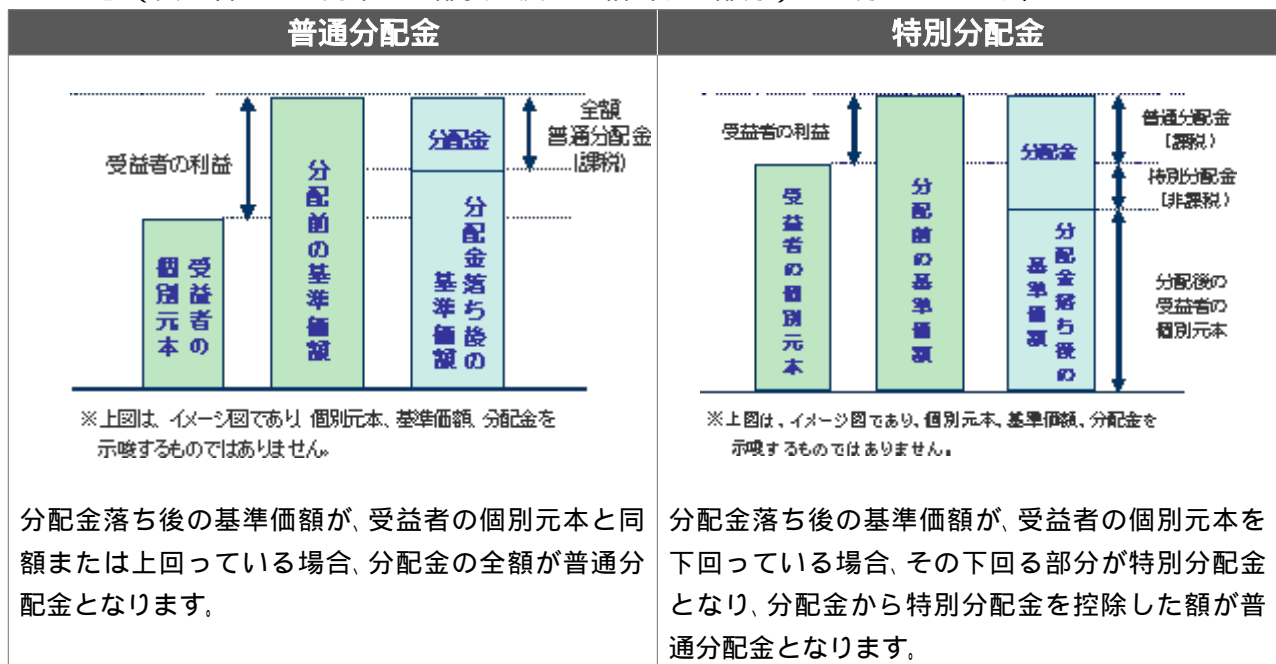 普通分配金
特別分配金
受益者の利益
受益者の個別元本
分配前の基準価額
分配金
分配金落ち後の基準価額
全額
普通分配金
(課税)
※上図は、イメージ図であり、個別元本、基準価額、分配金を
示唆するものではありません。
受益者の利益
受益者の個別元本
分配前の基準価額
分配金
分配金落ち後の基準価額
普通分配金
(課税)
特別分配金
(非課税)
分配後の
受益者の
個別元本
※上図は、イメージ図であり、個別元本、基準価額、分配金を
示唆するものではありません。
分配金落ち後の基準価額が、受益者の個別元本と同
額または上回っている場合、分配金の全額が普通分
配金となります。
分配金落ち後の基準価額が、受益者の個別元本を
下回っている場合、その下回る部分が特別分配金
となり、分配金から特別分配金を控除した額が普
通分配金となります。